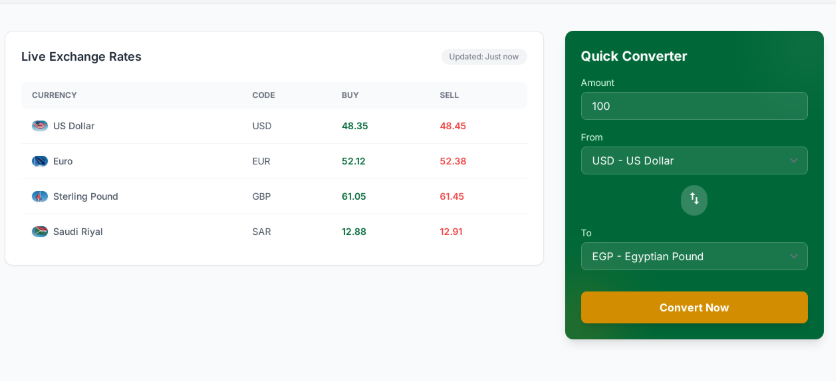 Live Exchange Rates
Updated: Just now
CURRENCY CODE BUY SELL
US Dollar USD 48.35 48.45
Euro EUR 52.12 52.38
Sterling Pound GBP 61.05 61.45
Saudi Riyal SAR 12.88 12.91
Quick Converter
Amount
100
From
USD - US Dollar
To
EGP - Egyptian Pound
Convert Now